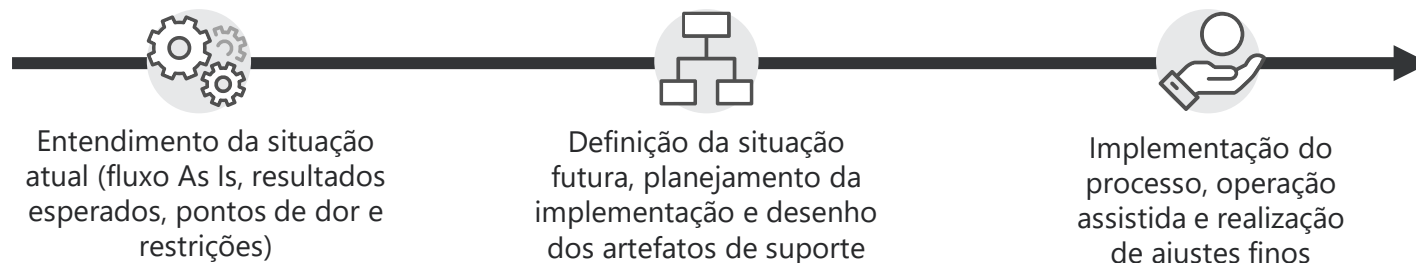 Entendimento da situação
atual (fluxo As Is, resultados
esperados, pontos de dor e
restrições)
Definição da situação
futura, planejamento da
implementação e desenho
dos artefatos de suporte
Implementação do
processo, operação
assistida e realização
de ajustes finos